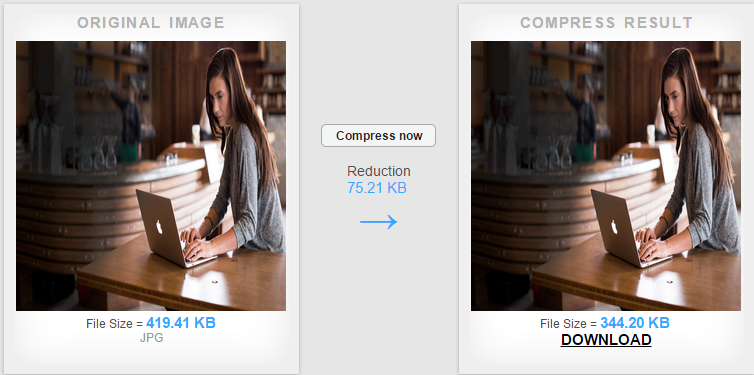 ORIGINAL IMAGE
File Size = 419.41 KB
JPG
Compress now
Reduction
75.21 KB
→
COMPRESS RESULT
File Size = 344.20 KB
DOWNLOAD